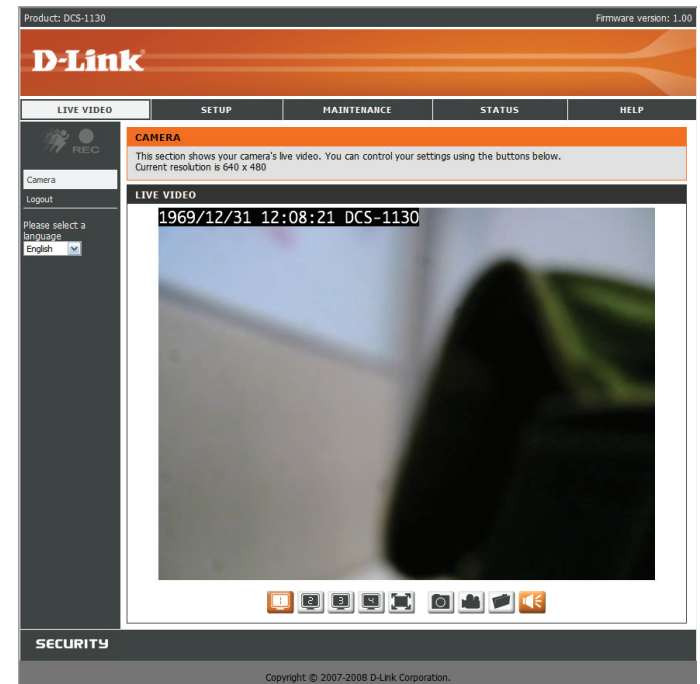 Product: DCS-1130
Firmware version: 1.00
D-Link
LIVE VIDEO
SETUP
MAINTENANCE
STATUS
HELP
REC
Camera
Logout
Please select a
language
English
CAMERA
This section shows your camera's live video. You can control your settings using the buttons below.
Current resolution is 640 x 480
LIVE VIDEO
1969/12/31 12:08:21 DCS-1130
1
2
3
4
SECURITY
Copyright © 2007-2008 D-Link Corporation.